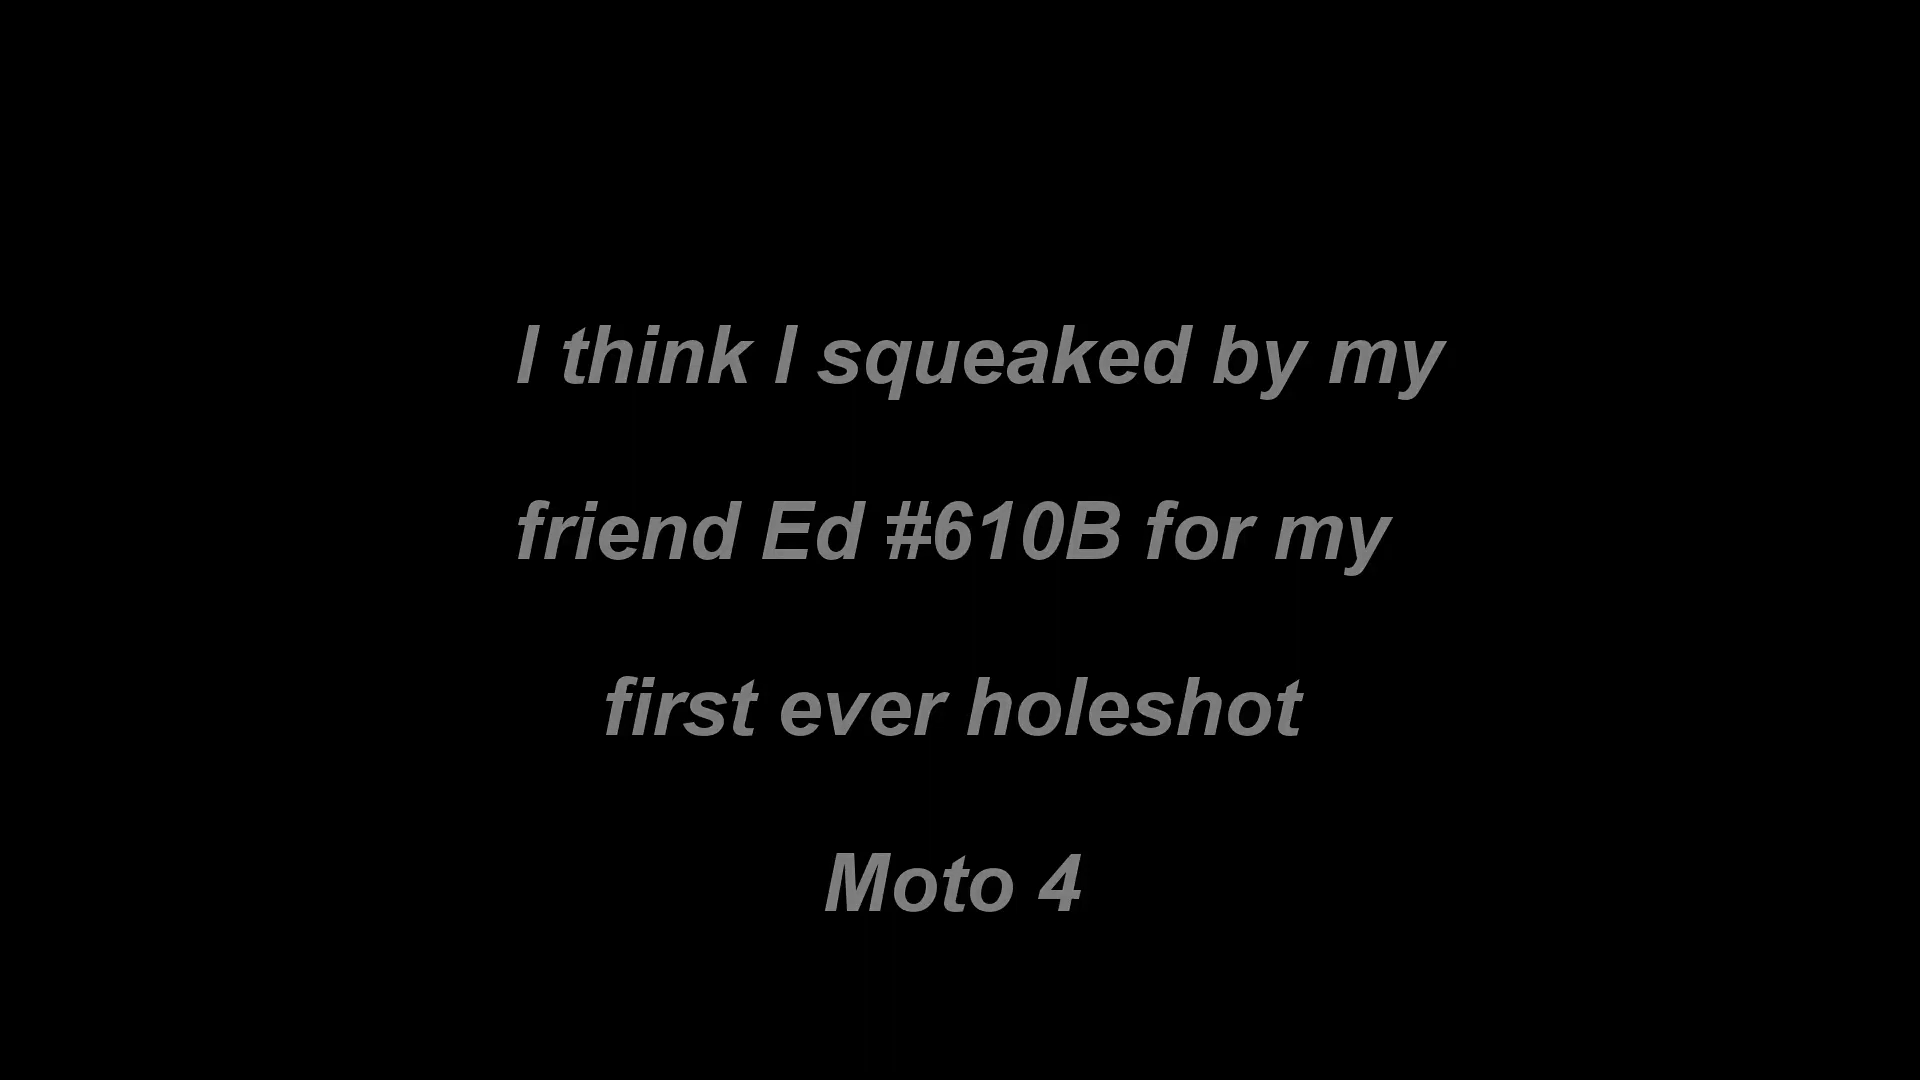 I think I squeaked by my
friend Ed #610B for my
first ever holeshot
Moto 4